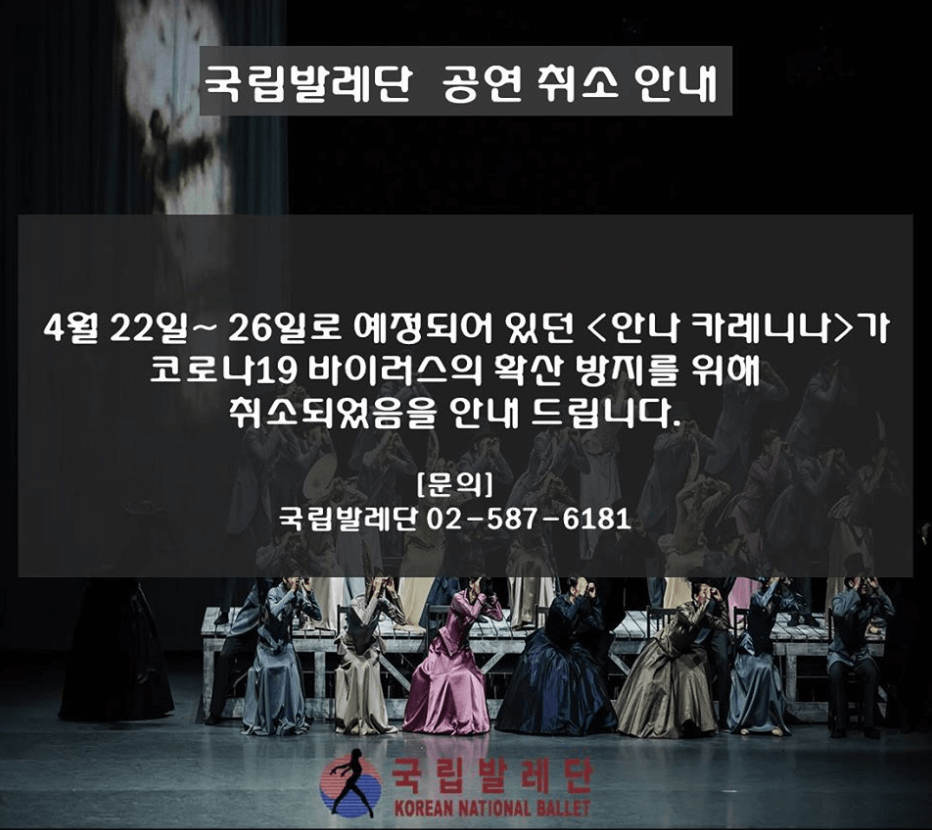 국립발레단 공연 취소 안내
4월 22일~ 26일로 예정되어 있던 <안나 카레니나>가
코로나19 바이러스의 확산 방지를 위해
취소되었음을 안내 드립니다.
[문의]
국립발레단 02-587-6181
국립발레단
KOREAN NATIONAL BALLET